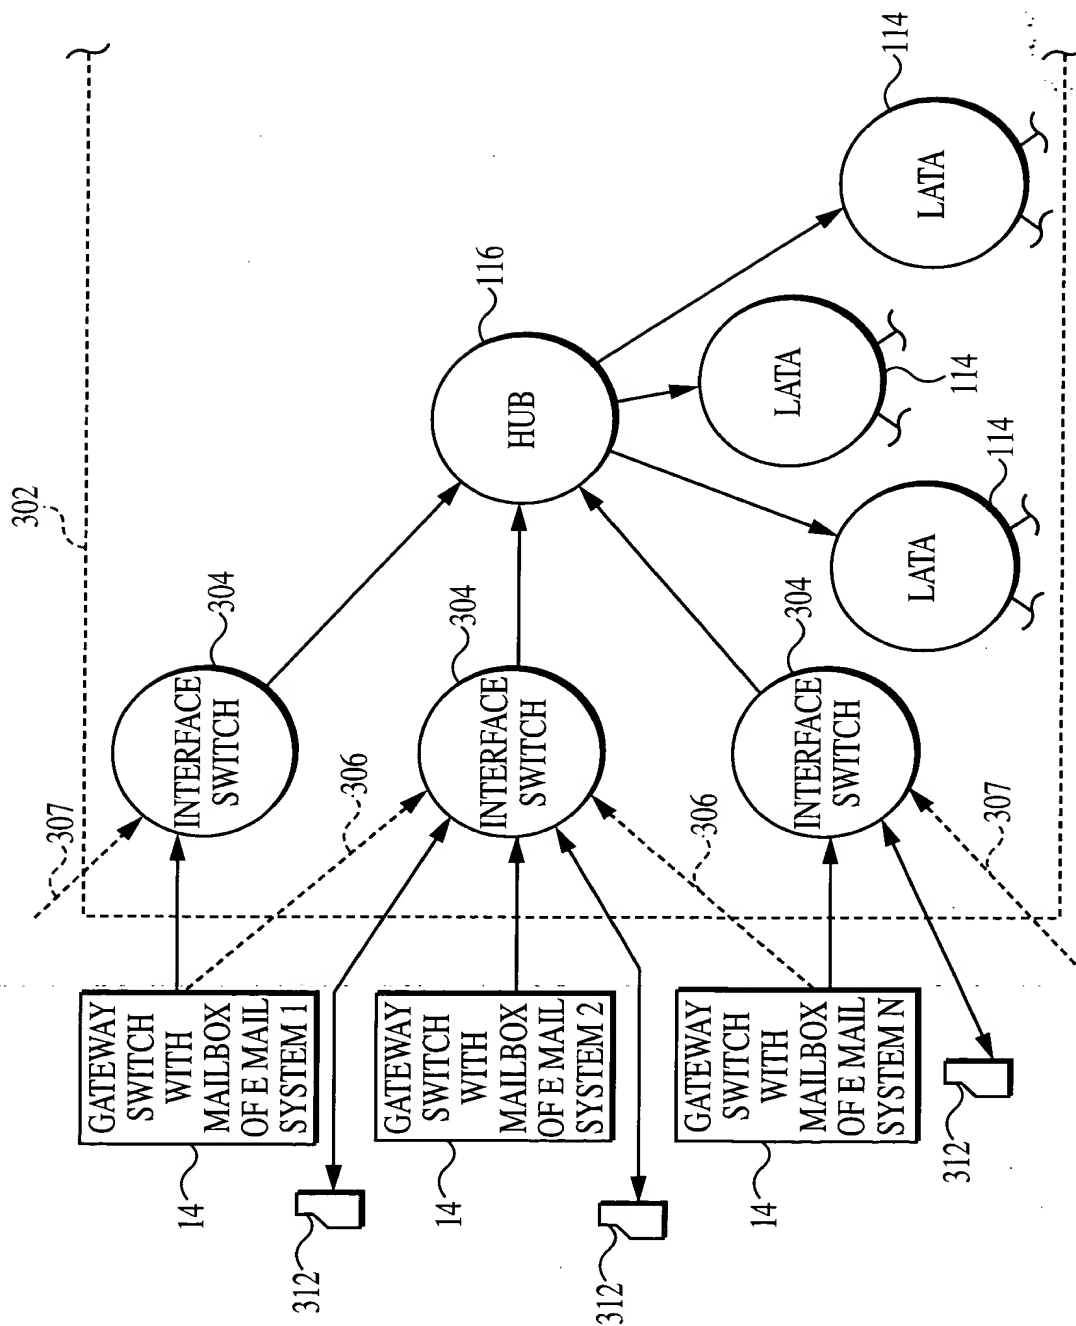 302
307
304
INTERFACE
SWITCH
306
304
INTERFACE
SWITCH
306
304
INTERFACE
SWITCH
307
116
HUB
114
LATA
LATA
114
LATA
114
GATEWAY
SWITCH
WITH
MAILBOX
OF E MAIL
SYSTEM 1
14
312
GATEWAY
SWITCH
WITH
MAILBOX
OF E MAIL
SYSTEM 2
14
312
GATEWAY
SWITCH
WITH
MAILBOX
OF E MAIL
SYSTEM N
14
312